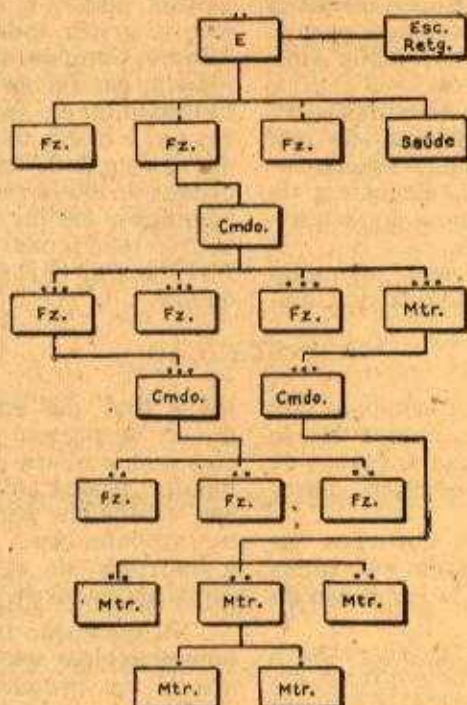 E
Esc.
Retg.
Fz.
Fz.
Fz.
Saúde
Cmdo.
Fz.
Fz.
Fz.
Mtr.
Cmdo.
Cmdo.
Fz.
Fz.
Fz.
Mtr.
Mtr.
Mtr.
Mtr.
Mtr.